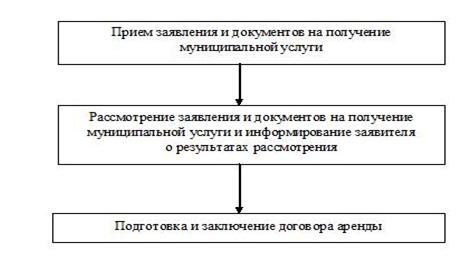 Прием заявления и документов на получение
муниципальной услуги
Рассмотрение заявления и документов на получение
муниципальной услуги и информирование заявителя
о результатах рассмотрения
Подготовка и заключение договора аренды